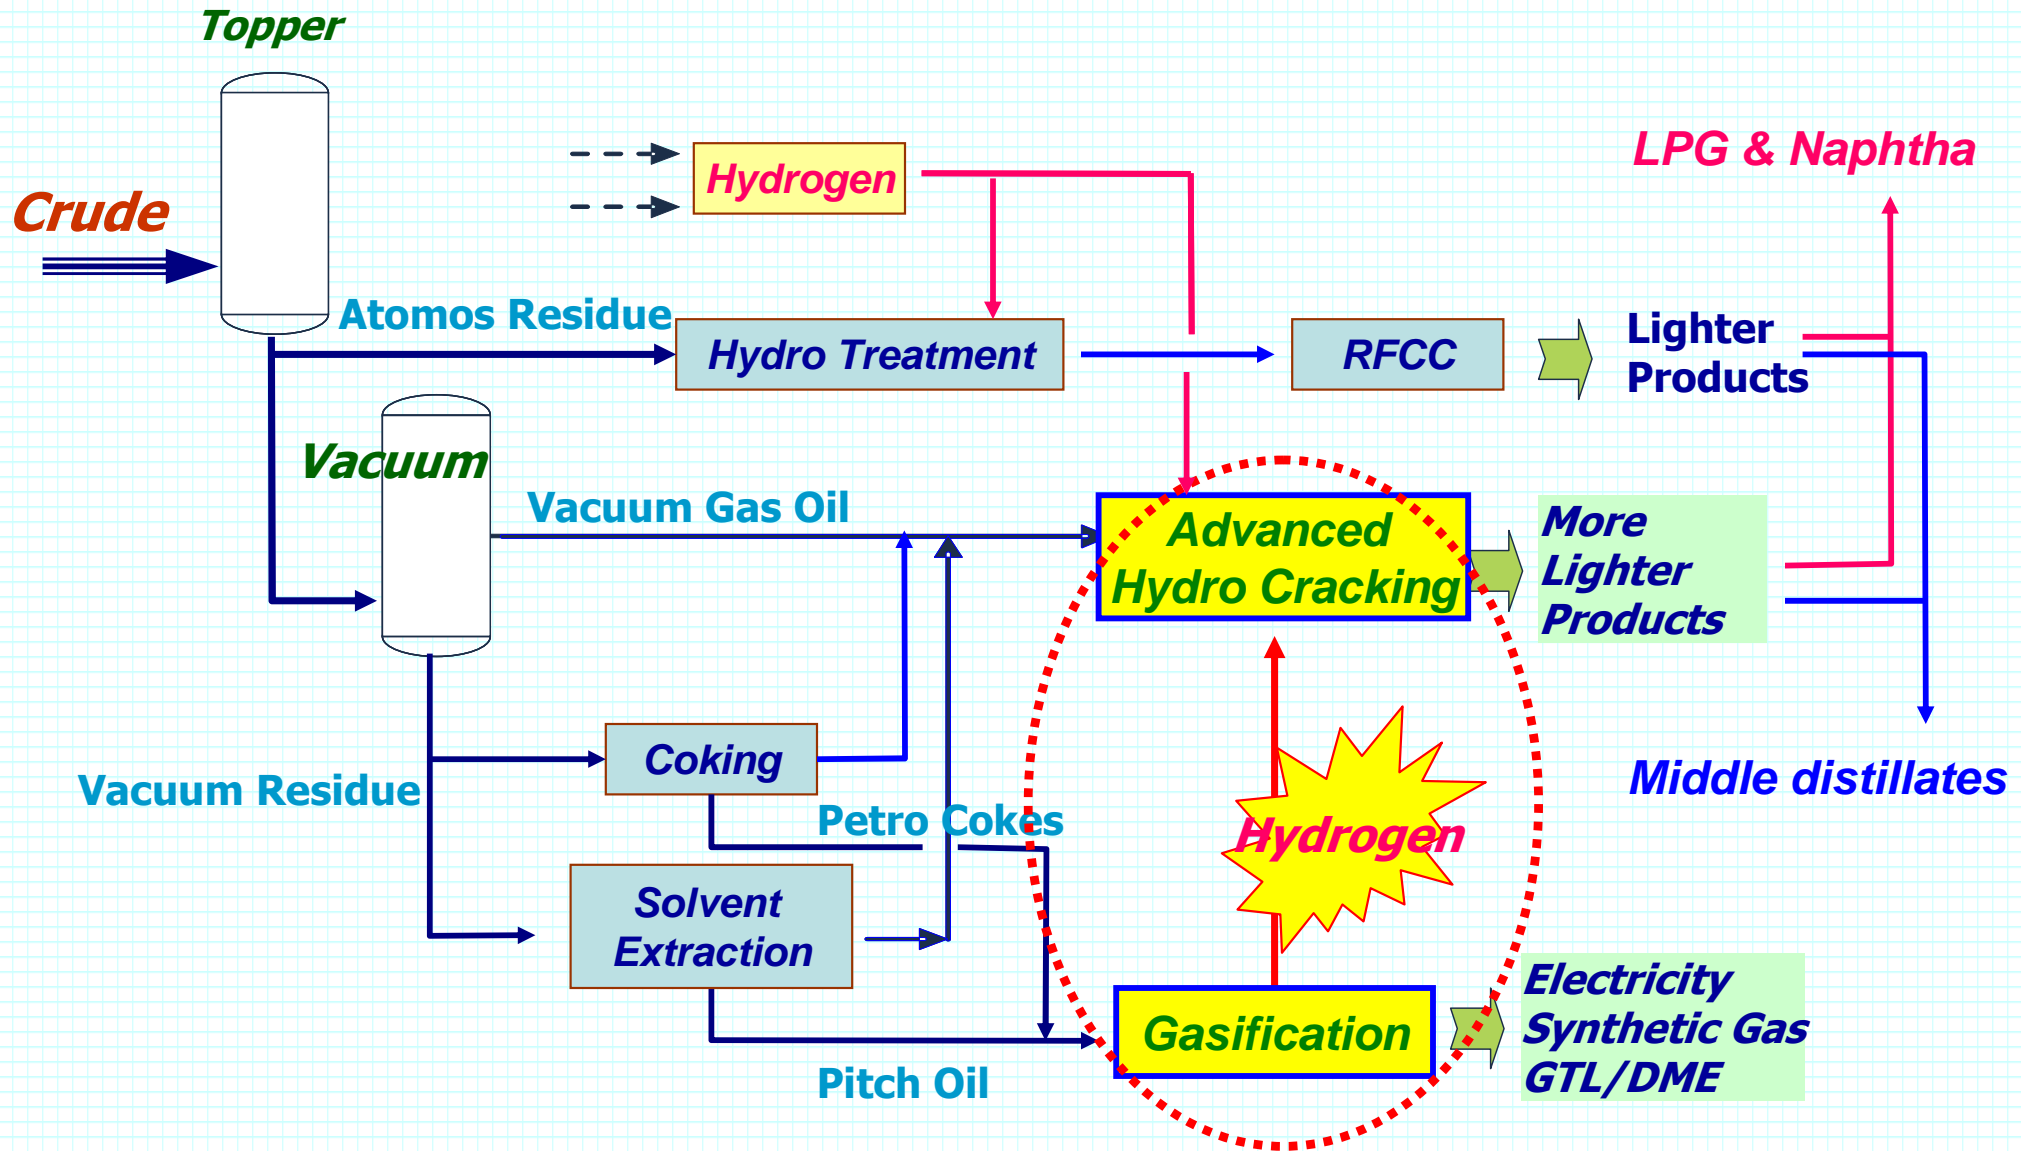 Topper
LPG & Naphtha
Hydrogen
Crude
Atomos Residue
Hydro Treatment
RFCC
Lighter
Products
Vacuum
Vacuum Gas Oil
Advanced
Hydro Cracking
More
Lighter
Products
Coking
Vacuum Residue
Petro Cokes
Hydrogen
Middle distillates
Solvent
Extraction
Gasification
Electricity
Synthetic Gas
GTL/DME
Pitch Oil